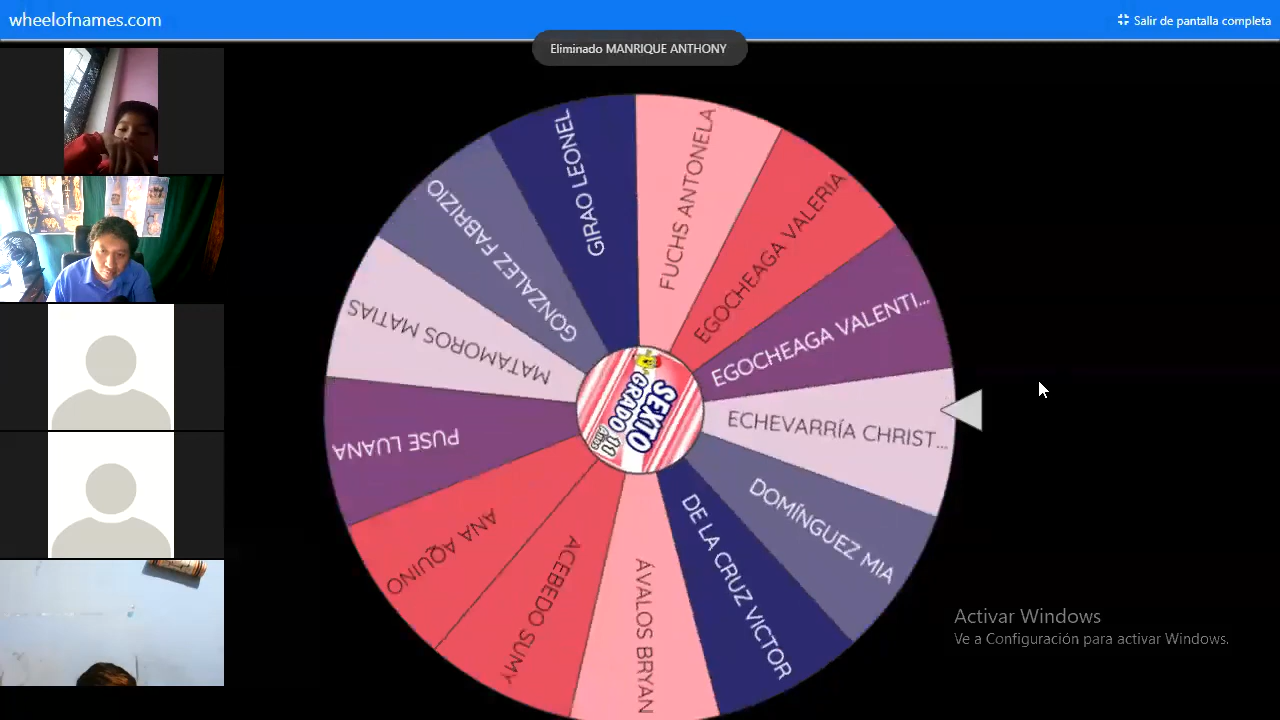 wheelofnames.com
Salir de pantalla completa
Eliminado MANRIQUE ANTHONY
GIRAO LEONEL
FUCHS ANTONELA
EGOCHEAGA VALERIA
EGOCHEAGA VALENTI...
ECHEVARRÍA CHRIST...
DOMÍNGUEZ MIA
DE LA CRUZ VICTOR
ÁVALOS BRYAN
ACEBEDO SUMY
ANA AQUINO
PUSE LUANA
MATAMOROS MATIAS
GONZALEZ FABRIZIO
SEXTO
GRADO
11
AÑOS
Activar Windows
Ve a Configuración para activar Windows.